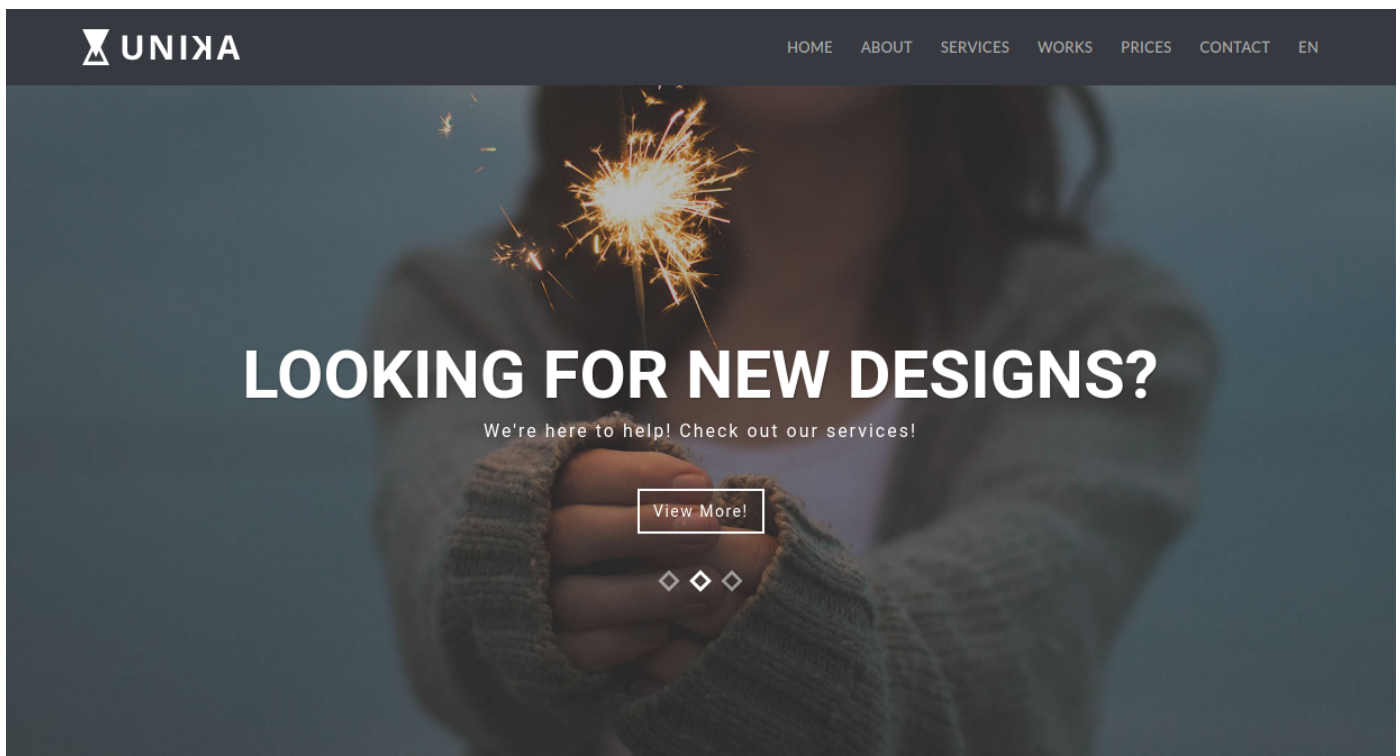 UNIKA
HOME ABOUT SERVICES WORKS PRICES CONTACT EN
LOOKING FOR NEW DESIGNS?
We're here to help! Check out our services!
View More!